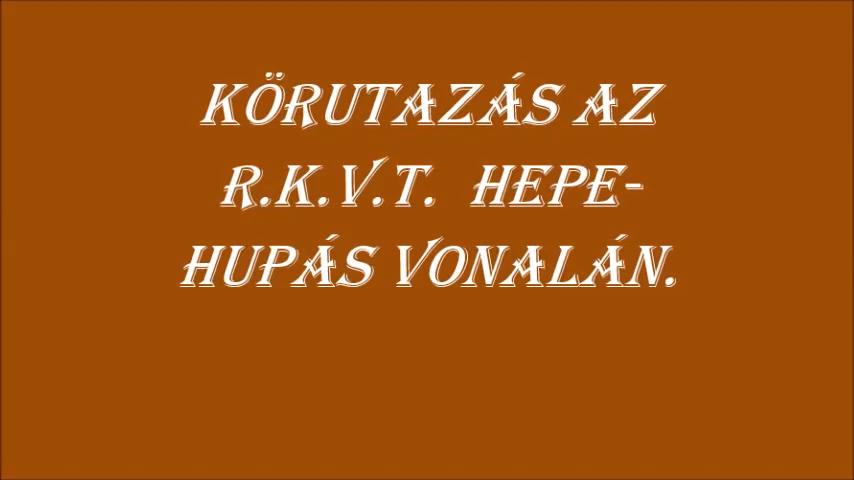 KÖRUTAZÁS AZ
R.K.V.T. HEPE-
HUPÁS VONALÁN.